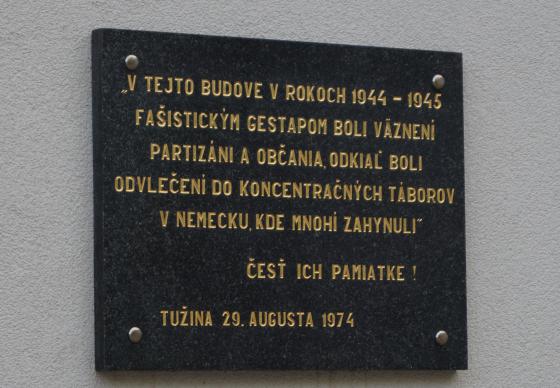 „V TEJTO BUDOVE V ROKOCH 1944 – 1945
FAŠISTICKÝM GESTAPOM BOLI VÄZNENÍ
PARTIZÁNI A OBČANIA, ODKIAĽ BOLI
ODVLEČENÍ DO KONCENTRAČNÝCH TÁBOROV
V NEMECKU, KDE MNOHÍ ZAHYNULI“
ČESŤ ICH PAMIATKE !
TUŽINA 29. AUGUSTA 1974